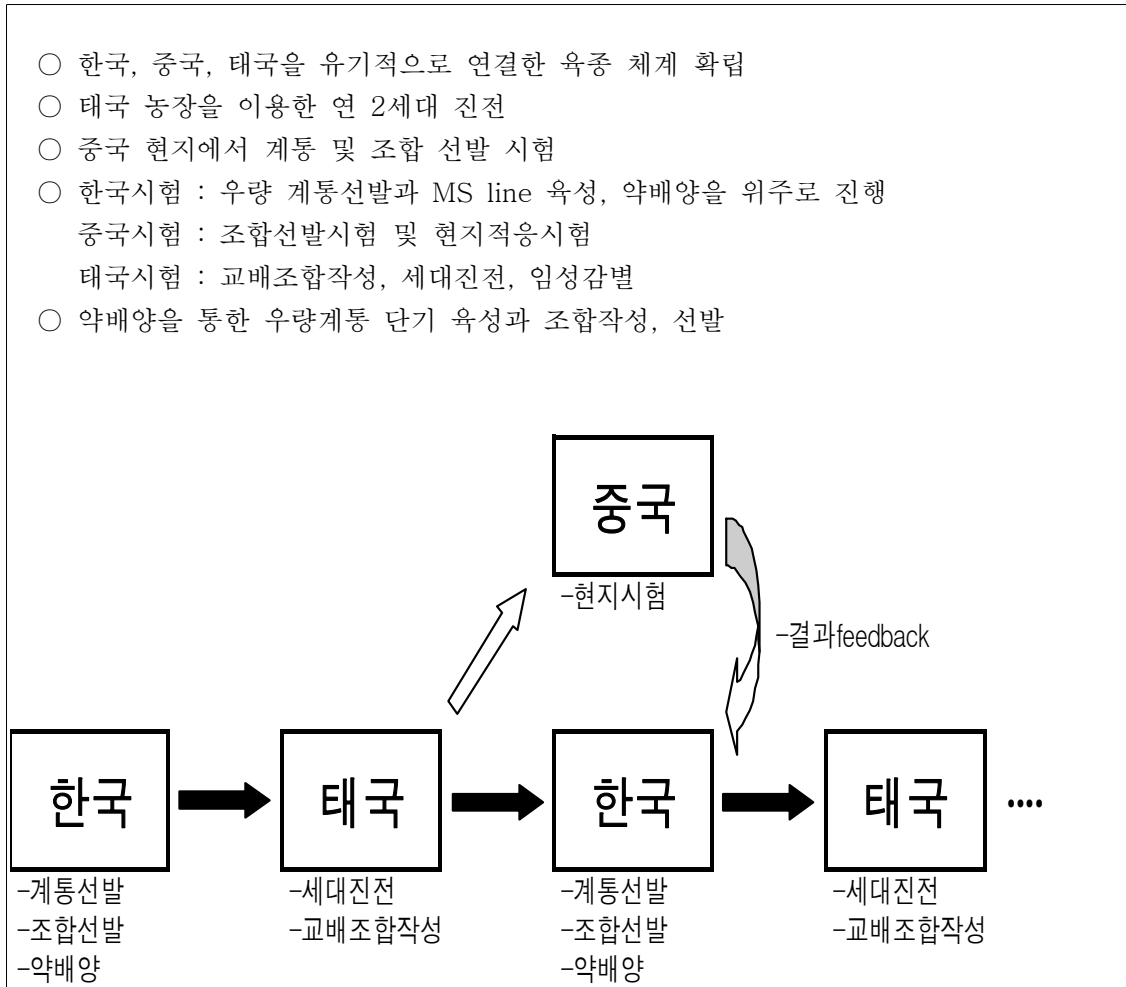 ○ 한국, 중국, 태국을 유기적으로 연결한 육종 체계 확립
○ 태국 농장을 이용한 연 2세대 진전
○ 중국 현지에서 계통 및 조합 선발 시험
○ 한국시험 : 우량 계통선발과 MS line 육성, 약배양을 위주로 진행
중국시험 : 조합선발시험 및 현지적응시험
태국시험 : 교배조합작성, 세대진전, 임성감별
○ 약배양을 통한 우량계통 단기 육성과 조합작성, 선발
중국
-현지시험
-결과feedback
한국 태국 한국 태국 ····
-계통선발 -세대진전 -계통선발 -세대진전
-조합선발 -교배조합작성 -조합선발 -교배조합작성
-약배양 -약배양